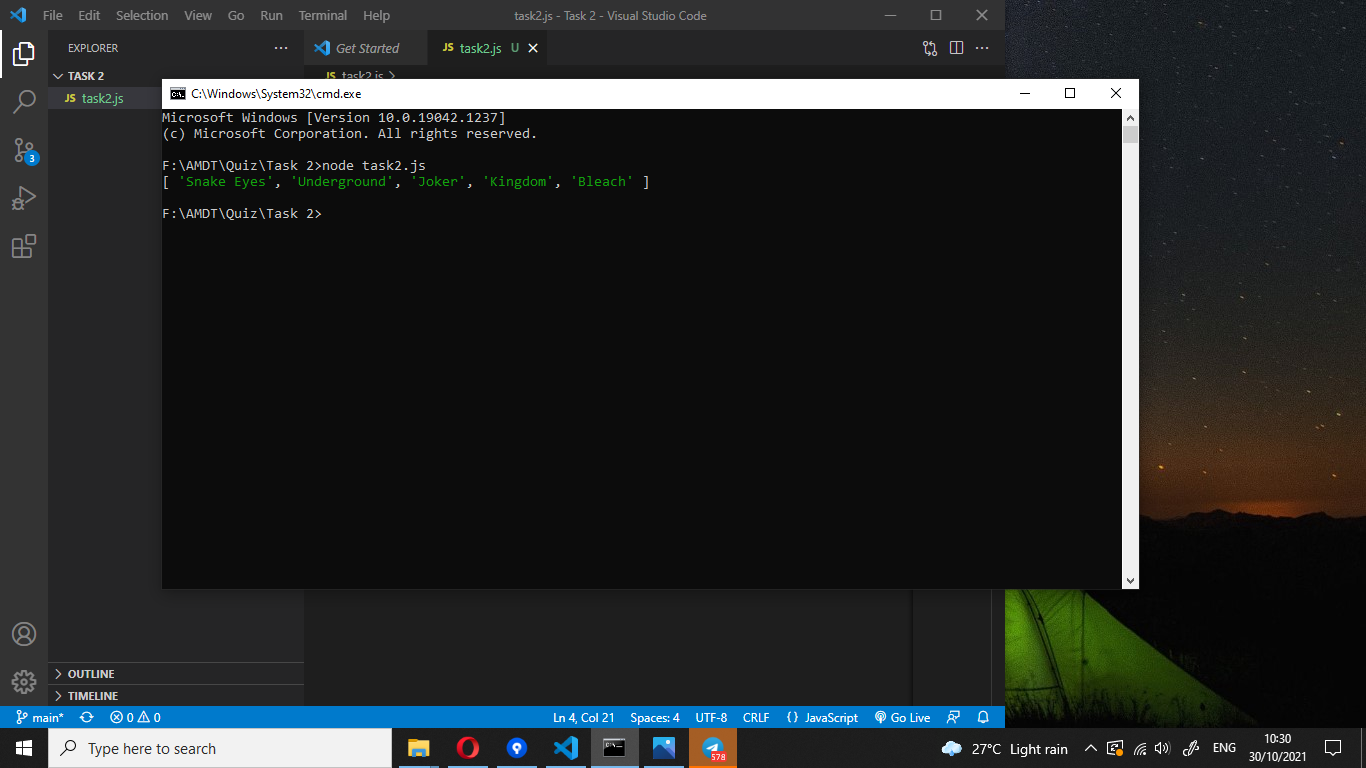 File Edit Selection View Go Run Terminal Help task2.js - Task 2 - Visual Studio Code
EXPLORER
Get Started
JS task2.js U
TASK 2
JS task2.js
JS task2.js
C:\Windows\System32\cmd.exe
Microsoft Windows [Version 10.0.19042.1237]
(c) Microsoft Corporation. All rights reserved.
F:\AMDT\Quiz\Task 2>node task2.js
[ 'Snake Eyes', 'Underground', 'Joker', 'Kingdom', 'Bleach' ]
F:\AMDT\Quiz\Task 2>
3
OUTLINE
TIMELINE
main* 0 0 Ln 4, Col 21 Spaces: 4 UTF-8 CRLF {} JavaScript Go Live
Type here to search
578
27°C Light rain
ENG
10:30
30/10/2021